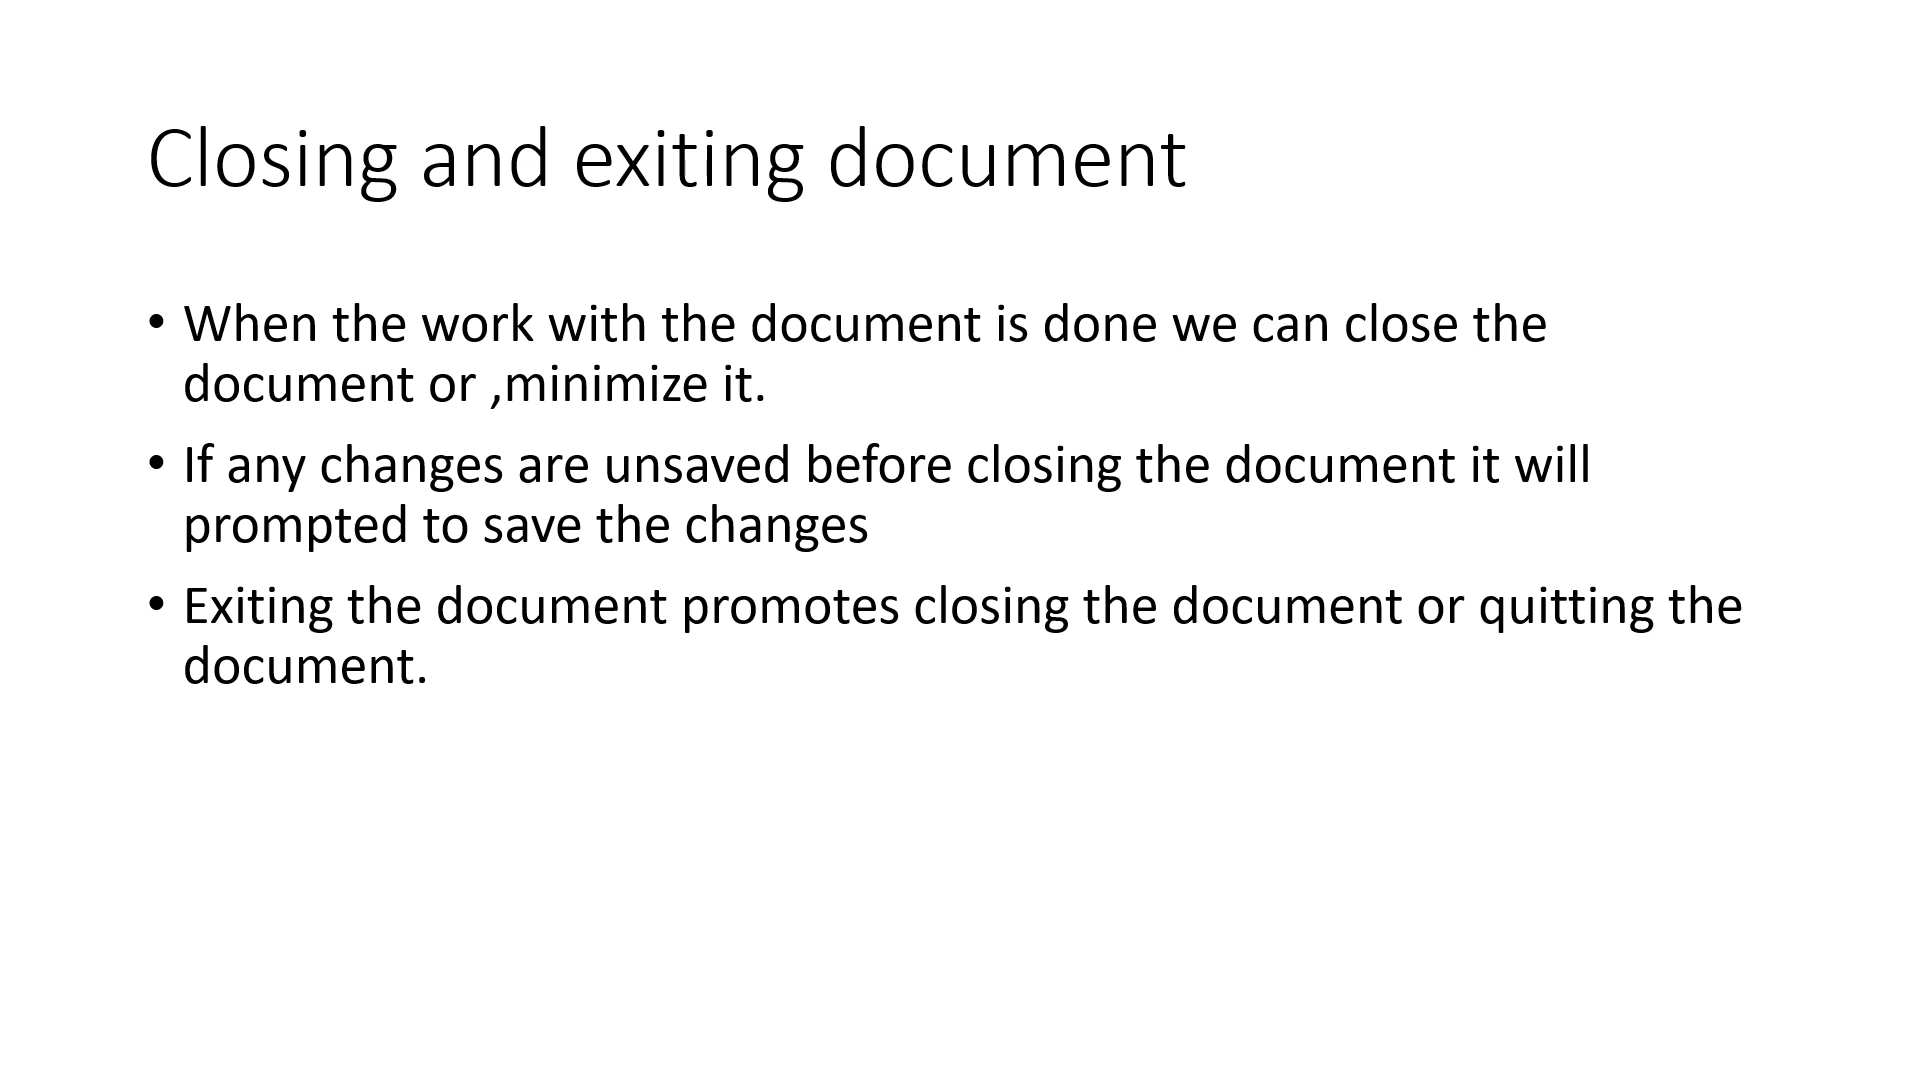 Closing and exiting document
• When the work with the document is done we can close the
document or ,minimize it.
• If any changes are unsaved before closing the document it will
prompted to save the changes
• Exiting the document promotes closing the document or quitting the
document.